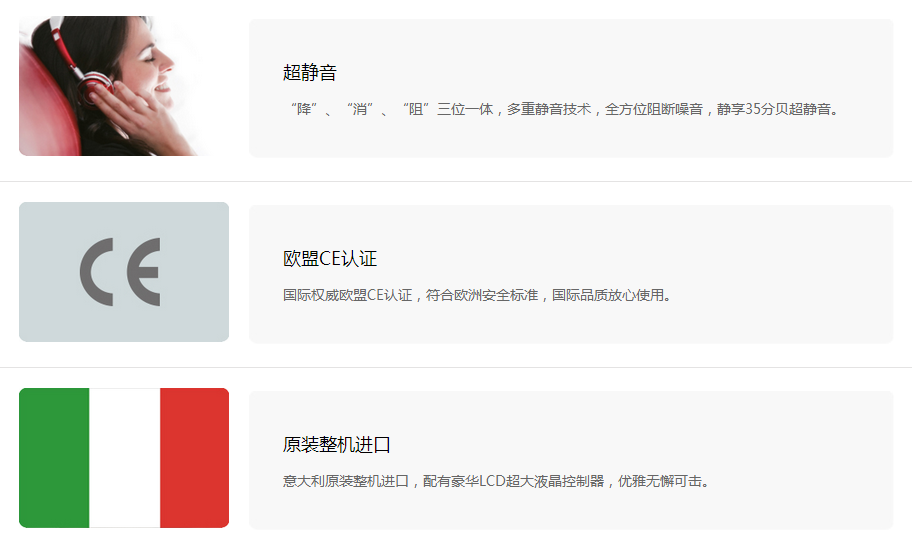 超静音
“降”、“消”、“阻”三位一体，多重静音技术，全方位阻断噪音，静享35分贝超静音。
CE
欧盟CE认证
国际权威欧盟CE认证，符合欧洲安全标准，国际品质放心使用。
原装整机进口
意大利原装整机进口，配有豪华LCD超大液晶控制器，优雅无懈可击。